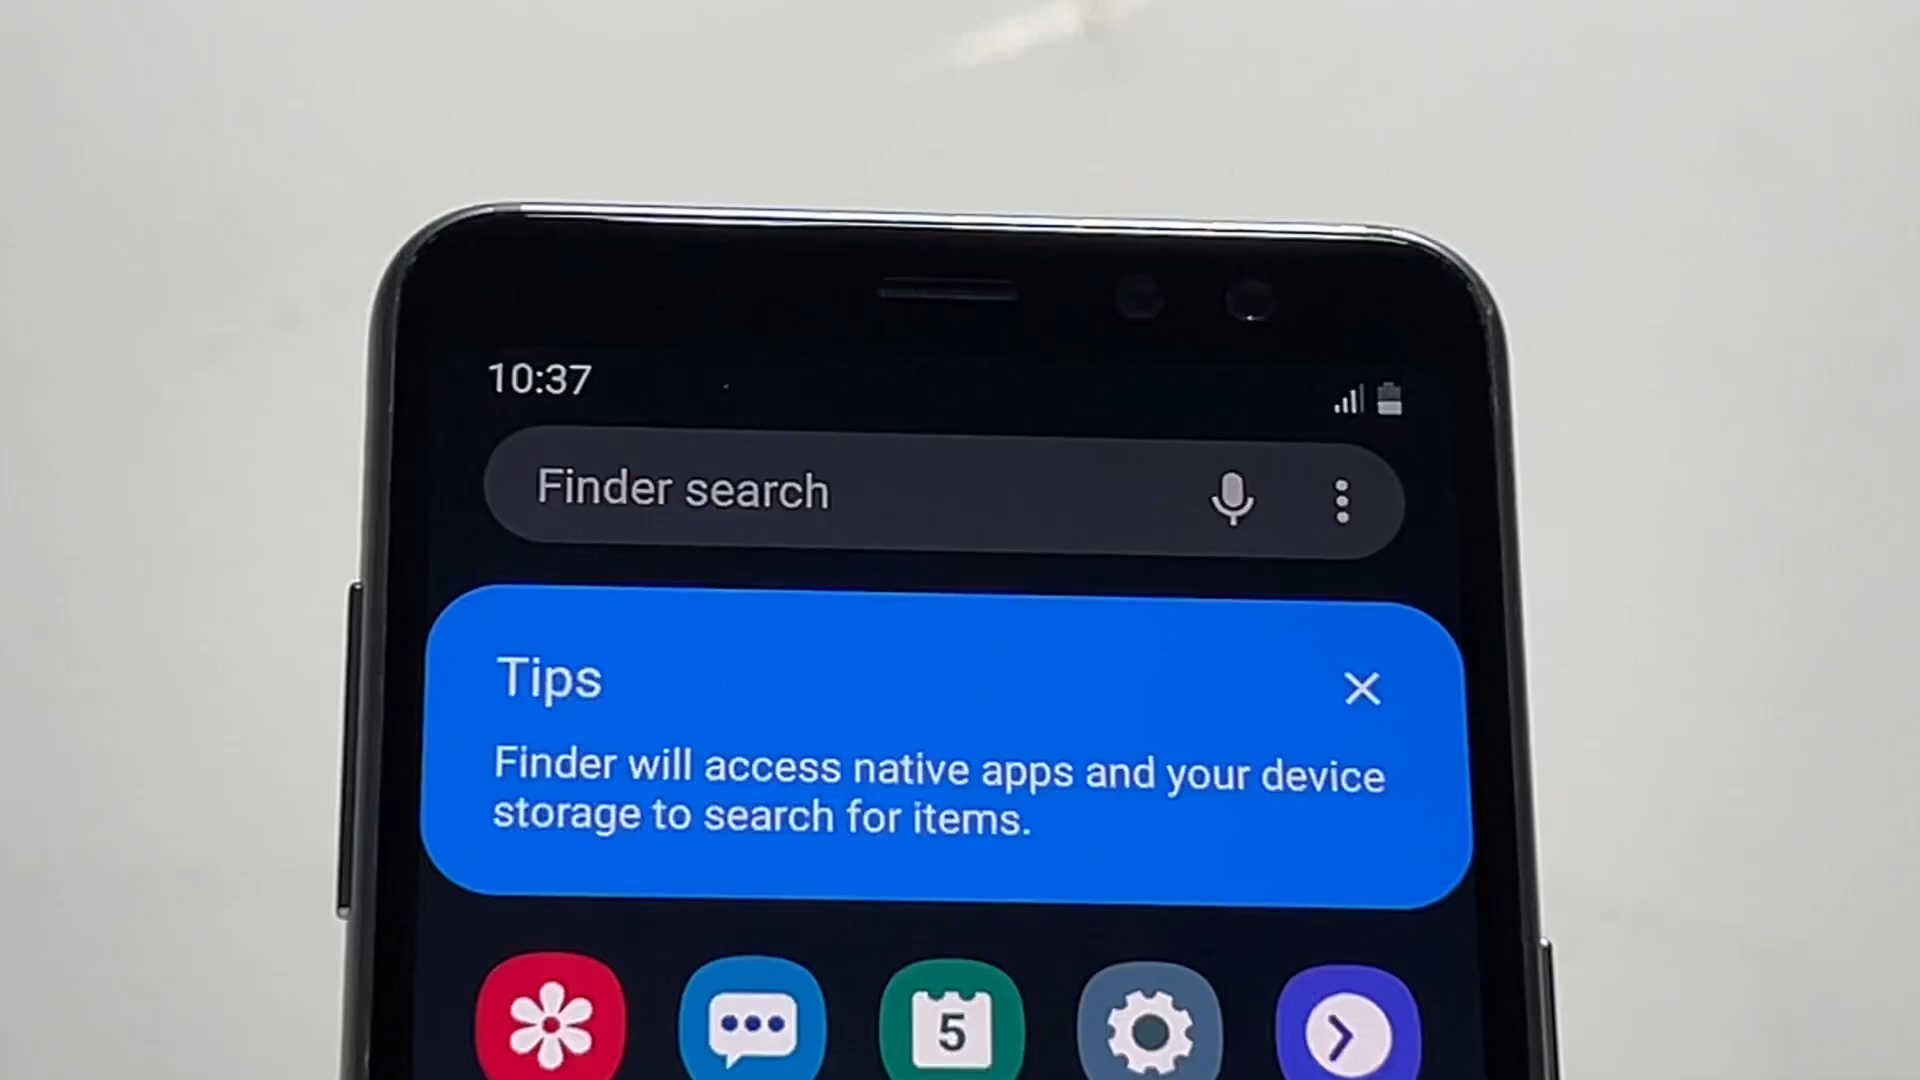 10:37
Finder search
Tips
Finder will access native apps and your device
storage to search for items.
5